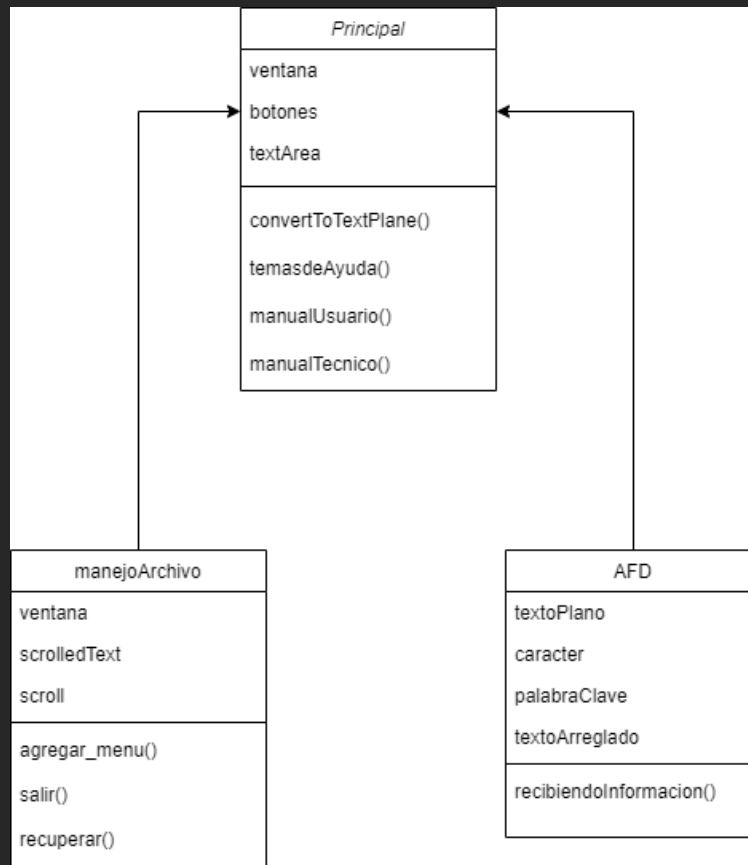 Principal
ventana
botones
textArea
convertToTextPlane()
temasdeAyuda()
manualUsuario()
manualTecnico()
manejoArchivo
ventana
scrolledText
scroll
agregar_menu()
salir()
recuperar()
AFD
textoPlano
caracter
palabraClave
textoArreglado
recibiendoInformacion()